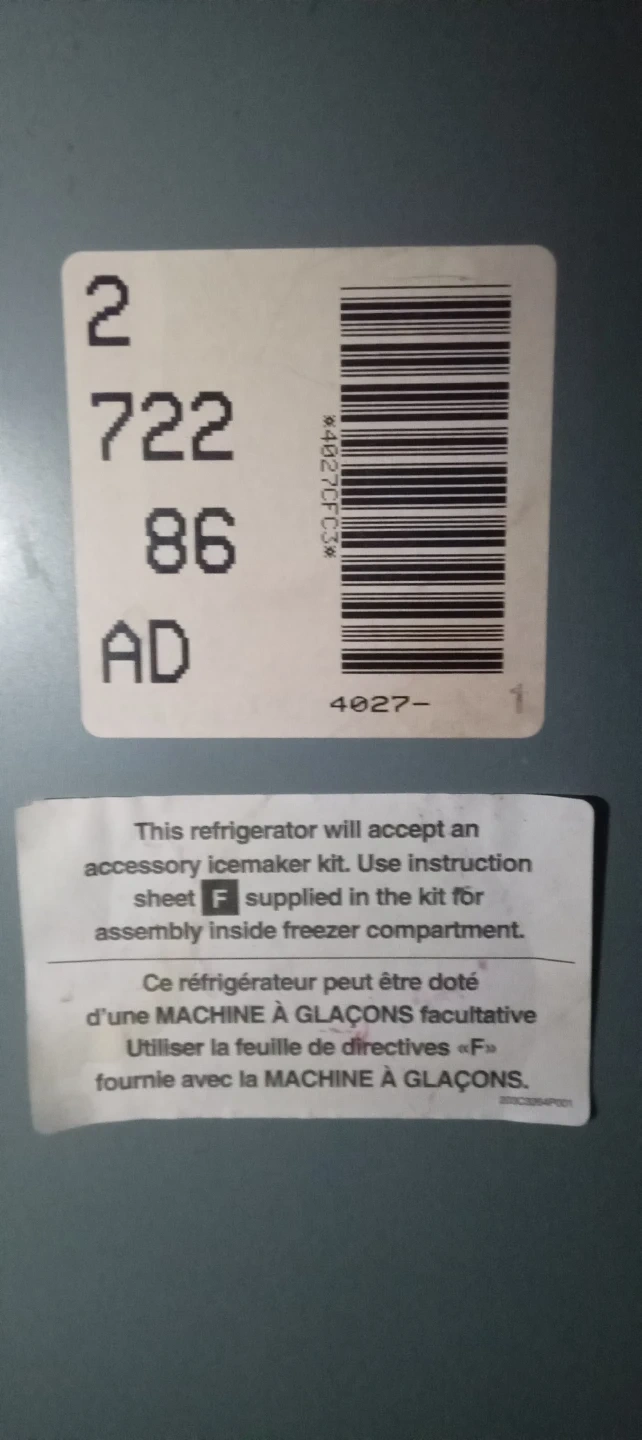 2
722
86
AD
*4027CFC3*
4027-
1
This refrigerator will accept an
accessory icemaker kit. Use instruction
sheet F supplied in the kit for
assembly inside freezer compartment.
Ce réfrigérateur peut être doté
d'une MACHINE À GLAÇONS facultative
Utiliser la feuille de directives «F»
fournie avec la MACHINE À GLAÇONS.